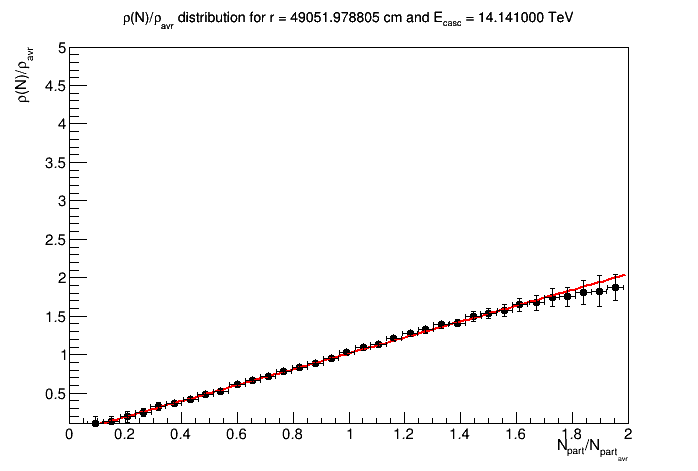 ρ(N)/ρavr distribution for r = 49051.978805 cm and Ecasc = 14.141000 TeV
ρ(N)/ρavr
5
4.5
4
3.5
3
2.5
2
1.5
1
0.5
0 0.2 0.4 0.6 0.8 1 1.2 1.4 1.6 1.8 2
Npart/Npartavr